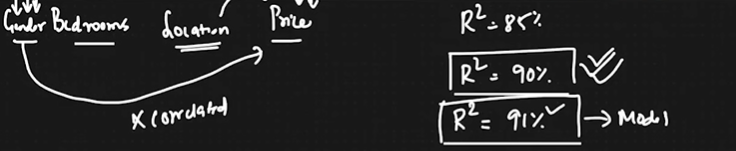 Gender Bedrooms Location Price
X Correlated
R² = 85%
R² = 90%
R² = 91% → Model